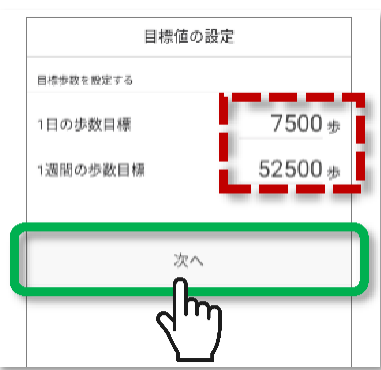 目標値の設定
目標歩数を設定する
1日の歩数目標 7500 歩
1週間の歩数目標 52500 歩
次へ